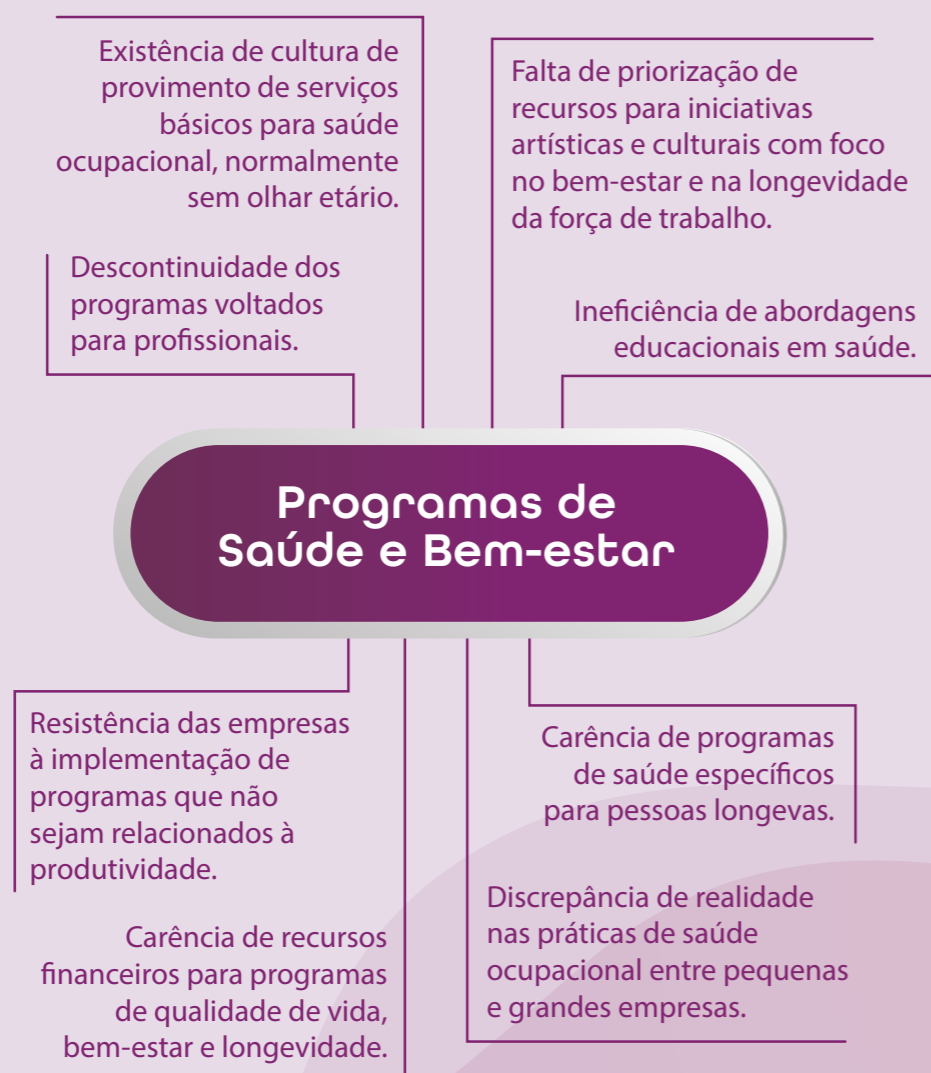 Existência de cultura de
provimento de serviços
básicos para saúde
ocupacional, normalmente
sem olhar etário.
Falta de priorização de
recursos para iniciativas
artísticas e culturais com foco
no bem-estar e na longevidade
da força de trabalho.
Descontinuidade dos
programas voltados
para profissionais.
Ineficiência de abordagens
educacionais em saúde.
Programas de
Saúde e Bem-estar
Resistência das empresas
à implementação de
programas que não
sejam relacionados à
produtividade.
Carência de programas
de saúde específicos
para pessoas longevas.
Carência de recursos
financeiros para programas
de qualidade de vida,
bem-estar e longevidade.
Discrepância de realidade
nas práticas de saúde
ocupacional entre pequenas
e grandes empresas.